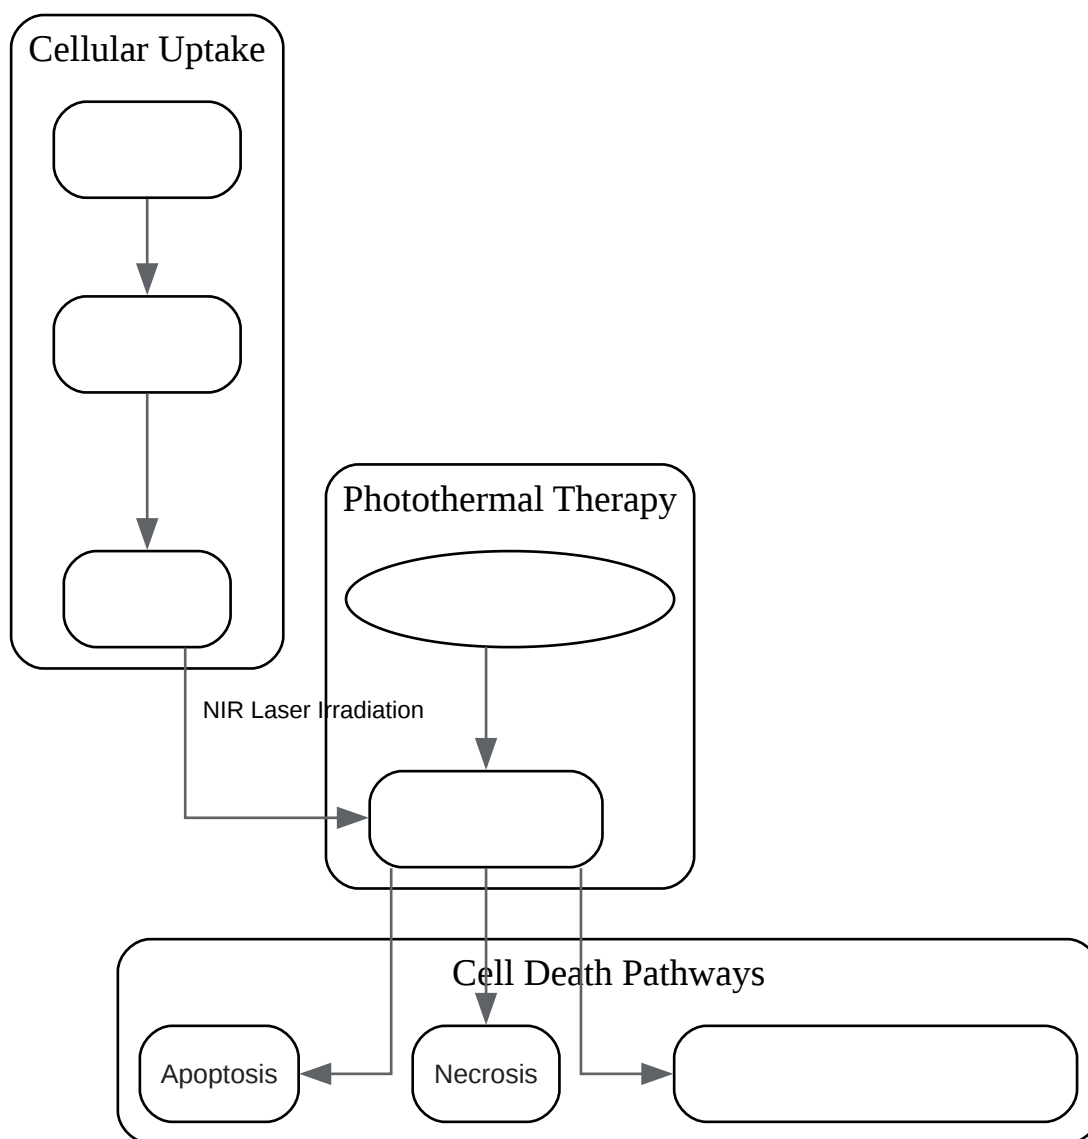 Cellular Uptake
Photothermal Therapy
NIR Laser Irradiation
Cell Death Pathways
Apoptosis
Necrosis